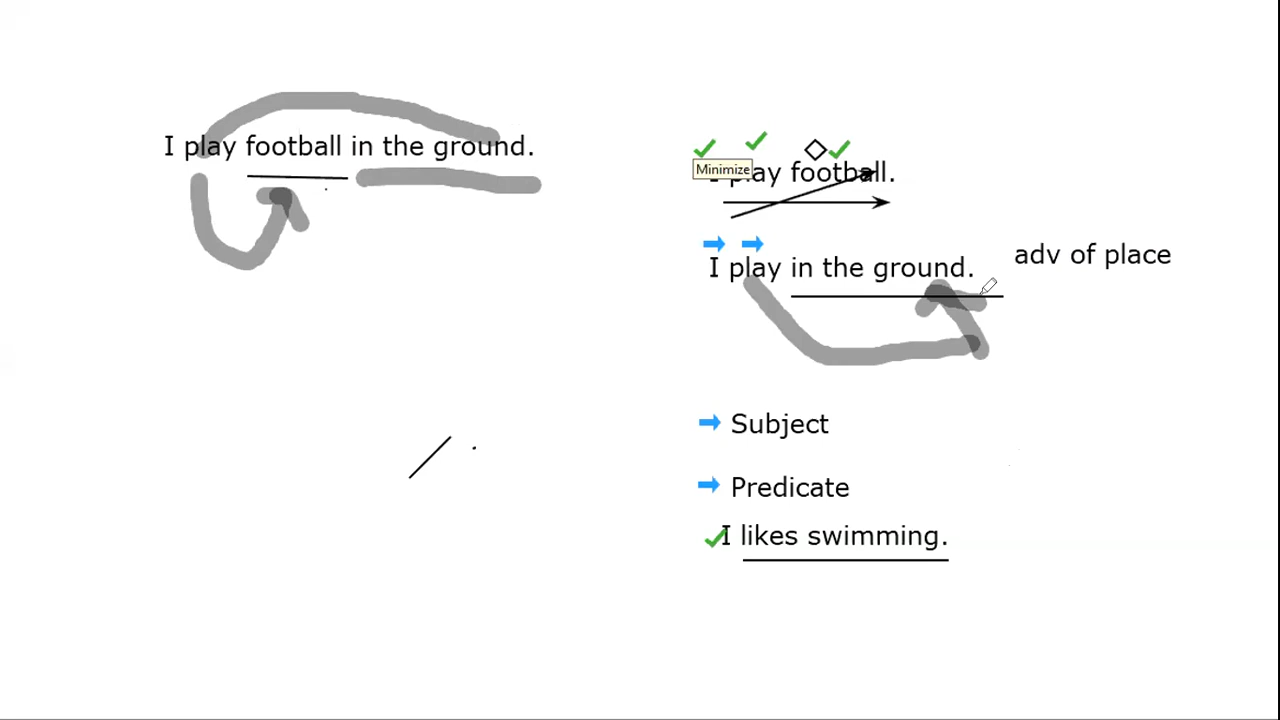 I play football in the ground.
I play football.
Minimize
I play in the ground.
adv of place
Subject
Predicate
I likes swimming.